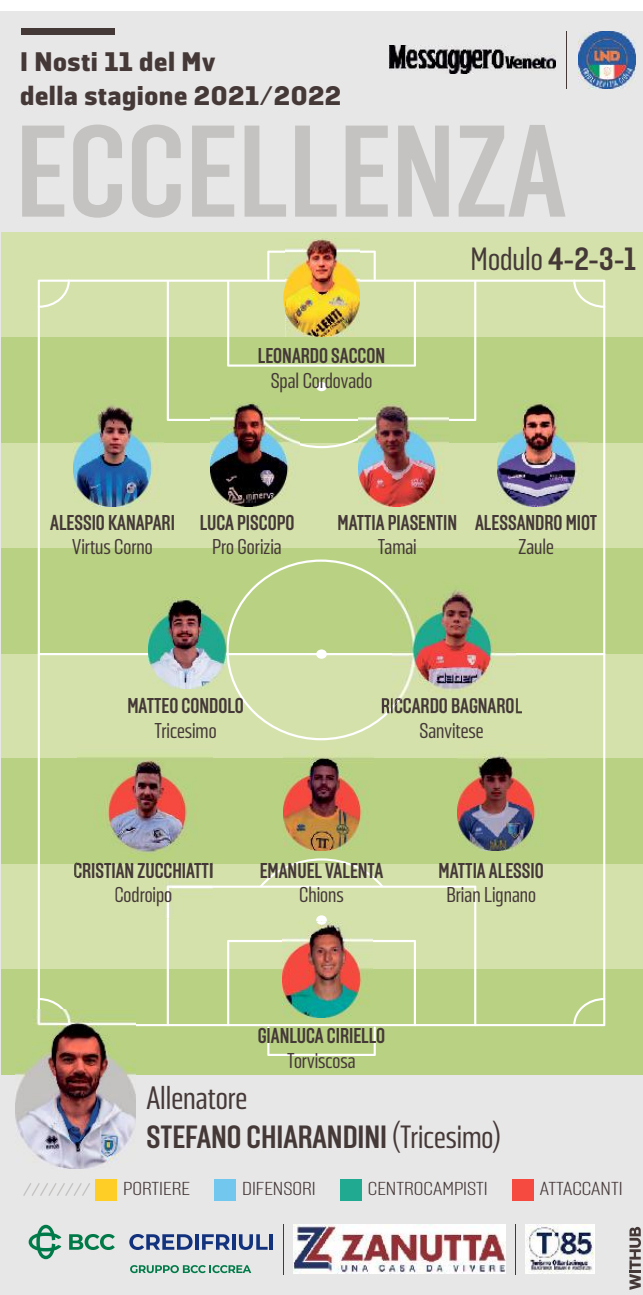 I Nosti 11 del Mv
della stagione 2021/2022
Messaggero Veneto
LND
ECCELLENZA
Modulo 4-2-3-1
LEONARDO SACCON
Spal Cordovado
ALESSIO KANAPARI
Virtus Corno
LUCA PISCOPO
Pro Gorizia
MATTIA PIASENTIN
Tamai
ALESSANDRO MIOT
Zaule
MATTEO CONDOLO
Tricesimo
RICCARDO BAGNAROL
Sanvitese
CRISTIAN ZUCCHIATTI
Codroipo
EMANUEL VALENTA
Chions
MATTIA ALESSIO
Brian Lignano
GIANLUCA CIRIELLO
Torviscosa
Allenatore
STEFANO CHIARANDINI (Tricesimo)
PORTIERE
DIFENSORI
CENTROCAMPISTI
ATTACCANTI
BCC CREDIFRIULI
GRUPPO BCC ICCREA
ZANUTTA
UNA CASA DA VIVERE
T'85
WITHUB